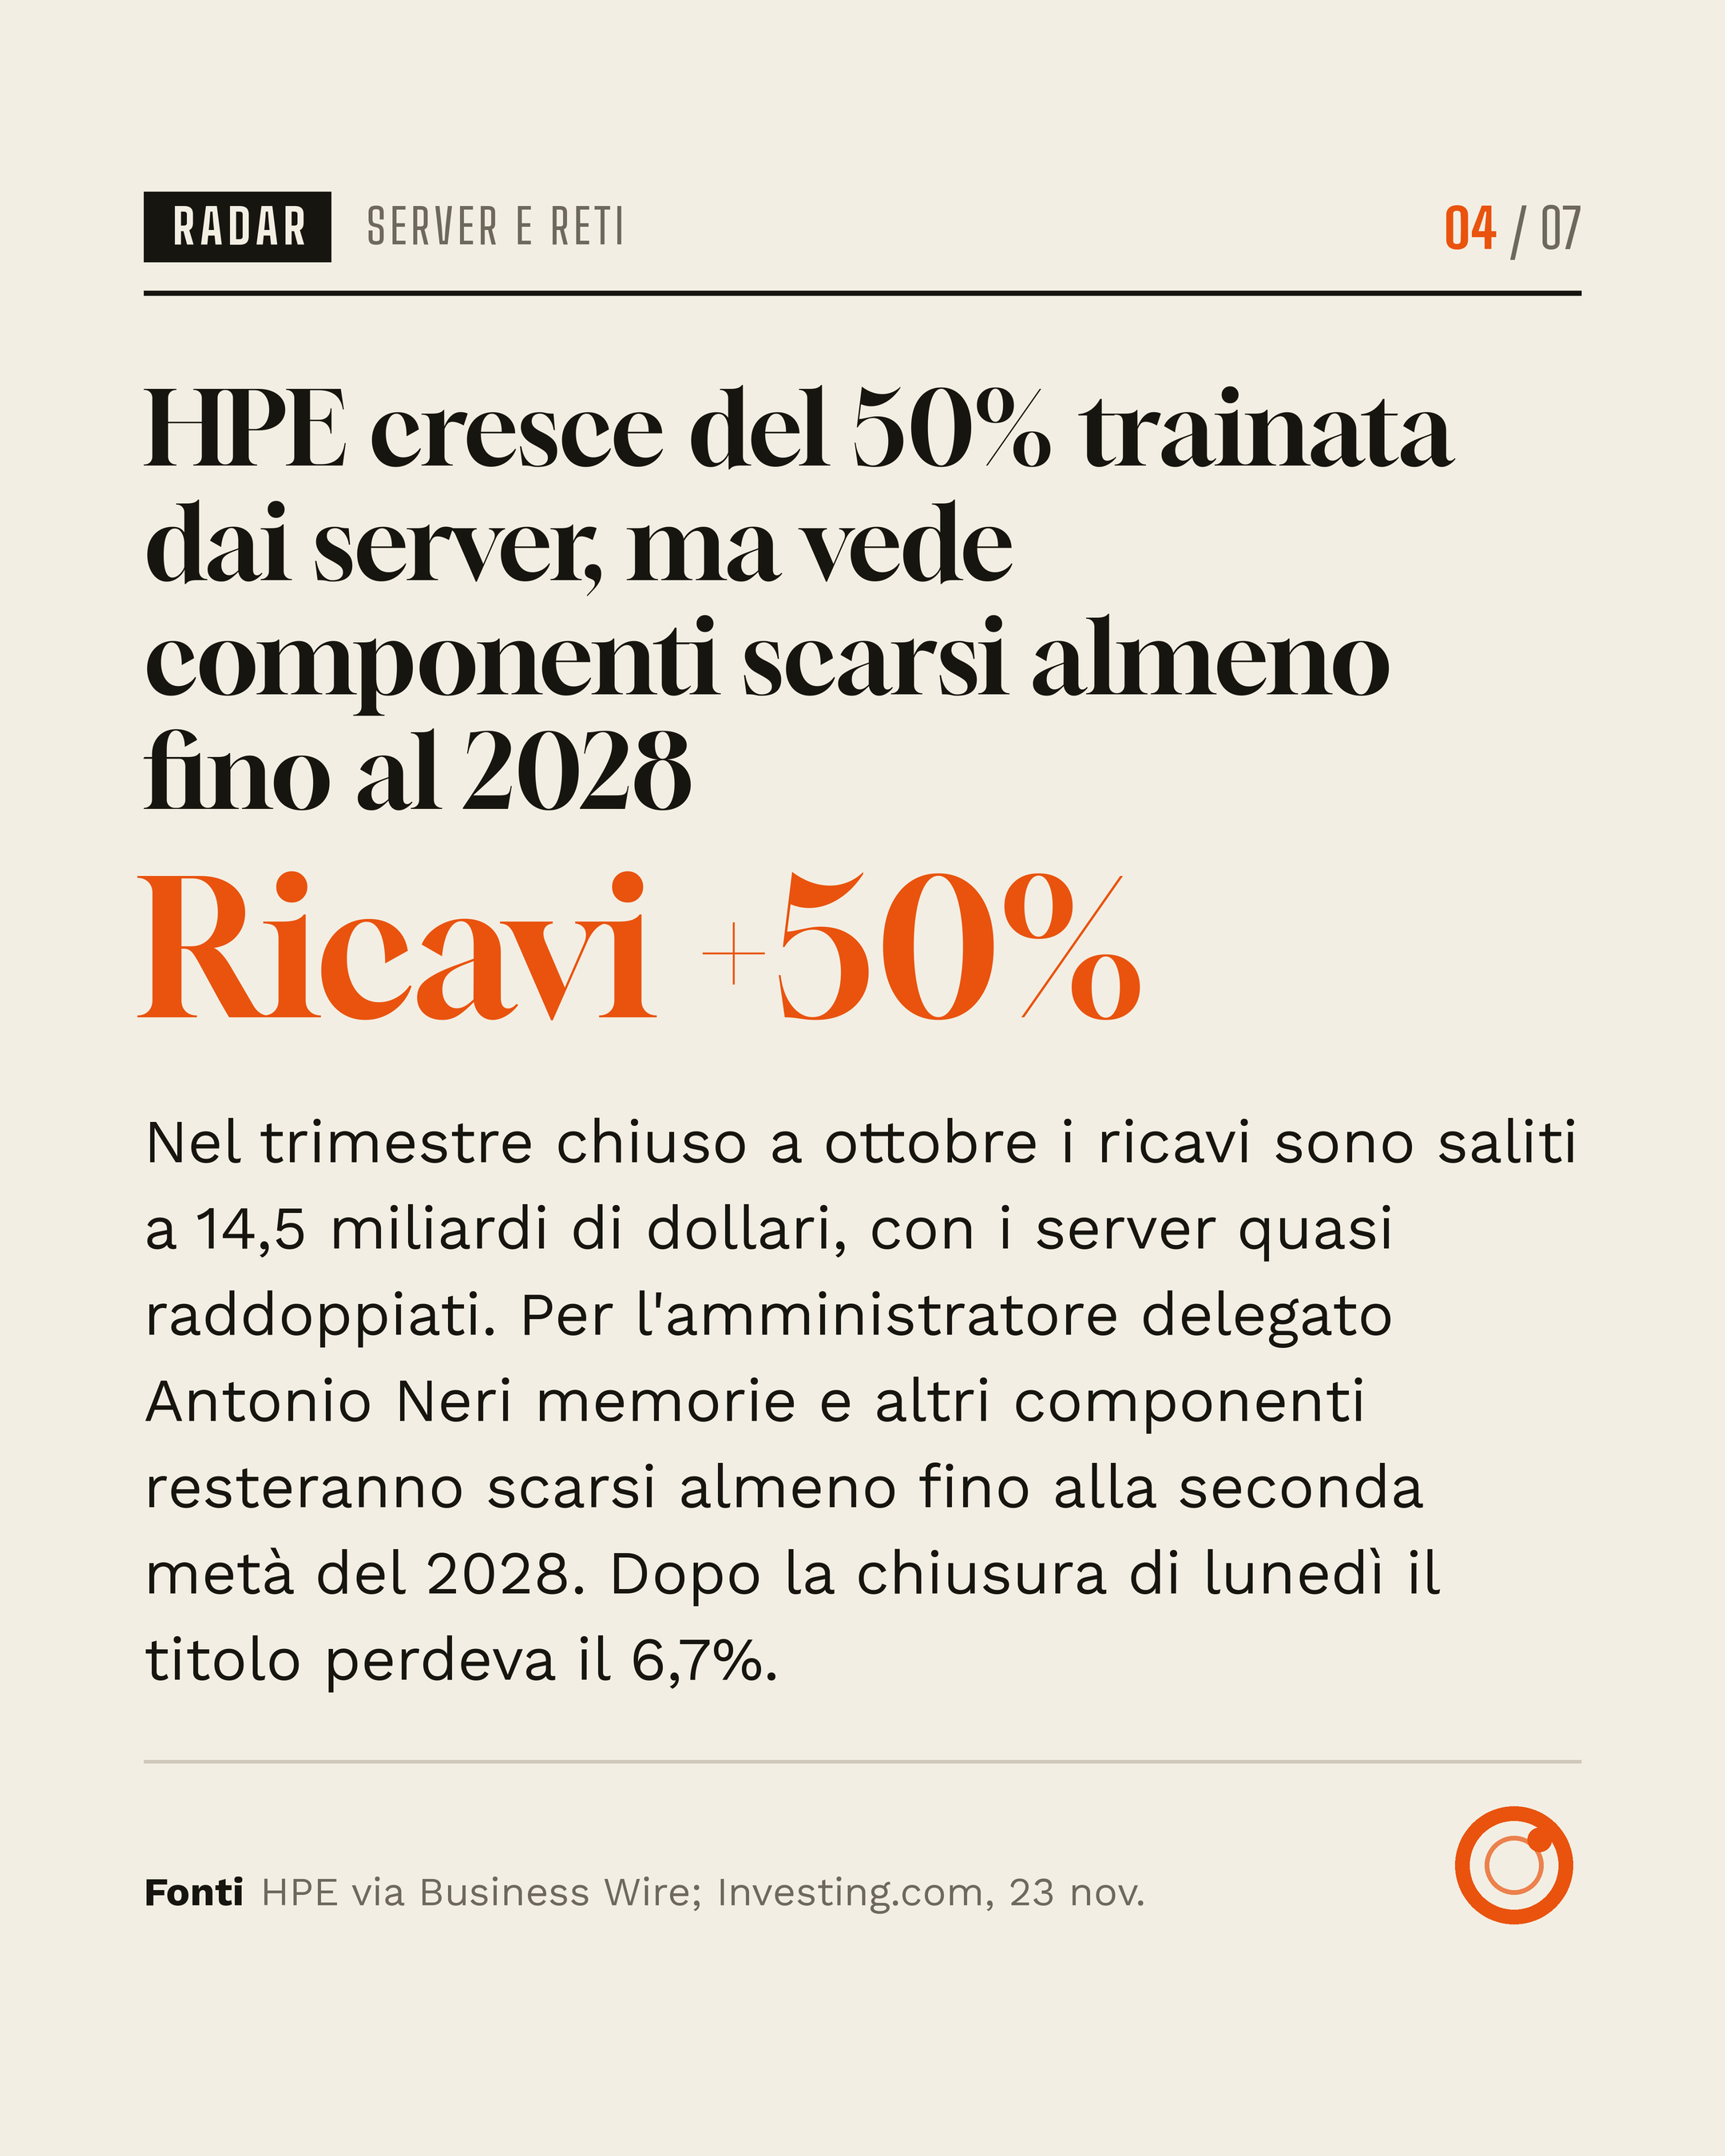 RADAR SERVER E RETI 04 / 07
HPE cresce del 50% trainata
dai server, ma vede
componenti scarsi almeno
fino al 2028
Ricavi +50%
Nel trimestre chiuso a ottobre i ricavi sono saliti
a 14,5 miliardi di dollari, con i server quasi
raddoppiati. Per l'amministratore delegato
Antonio Neri memorie e altri componenti
resteranno scarsi almeno fino alla seconda
metà del 2028. Dopo la chiusura di lunedì il
titolo perdeva il 6,7%.
Fonti HPE via Business Wire; Investing.com, 23 nov.